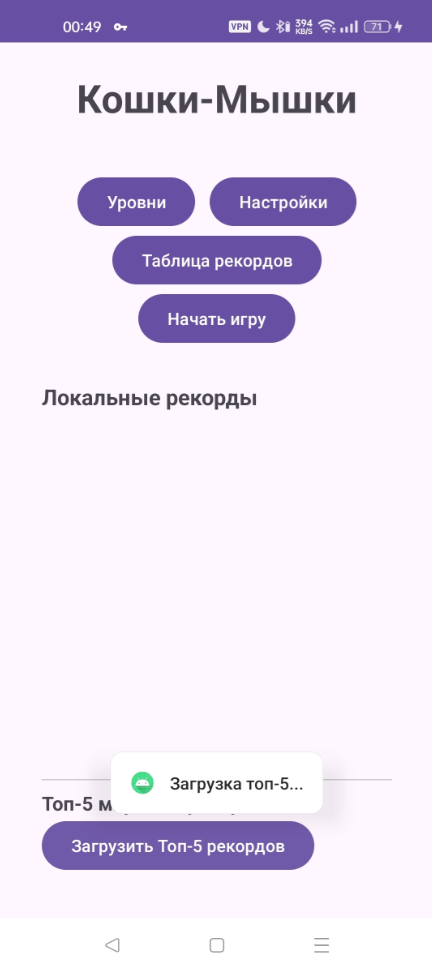 00:49
VPN 394 KB/S 71
Кошки-Мышки
Уровни Настройки
Таблица рекордов
Начать игру
Локальные рекорды
Загрузка топ-5...
Топ-5
Загрузить Топ-5 рекордов